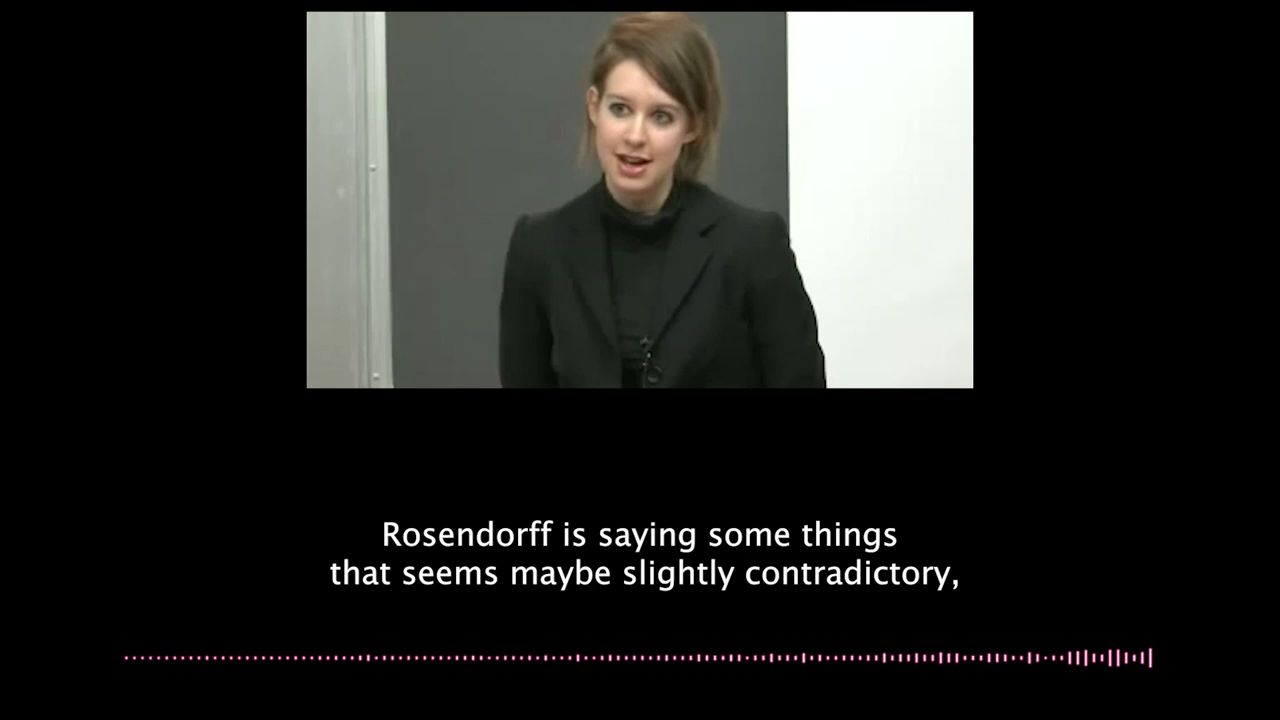 Rosendorff is saying some things
that seems maybe slightly contradictory,